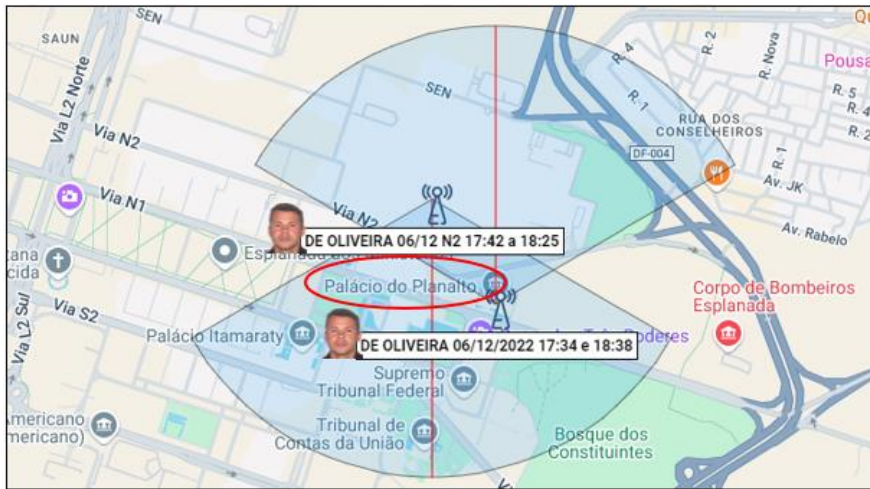 SAUN
Via L2 Norte
Via N2
Via N1
SEN
SEN
R. 4
R. 2
R. Nova
R. 1
R. 5
R. 4
R. 2
R. 1
Pousa
RUA DOS
CONSELHEIROS
DF-004
Av. JK
Av. Rabelo
Via N2
DE OLIVEIRA 06/12 N2 17:42 a 18:25
Palácio do Planalto
Corpo de Bombeiros
Esplanada
Via S2
Via L2 Sul
Palácio Itamaraty
Poderes
DE OLIVEIRA 06/12/2022 17:34 e 18:38
Supremo
Tribunal Federal
Tribunal de
Contas da União
Bosque dos
Constituintes
Americano